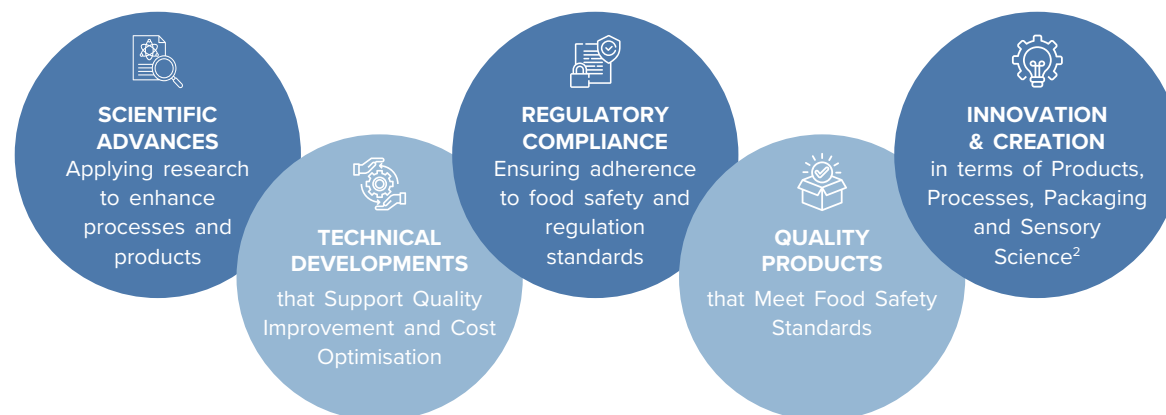 SCIENTIFIC
ADVANCES
Applying research
to enhance
processes and
products
TECHNICAL
DEVELOPMENTS
that Support Quality
Improvement and Cost
Optimisation
REGULATORY
COMPLIANCE
Ensuring adherence
to food safety and
regulation
standards
QUALITY
PRODUCTS
that Meet Food Safety
Standards
INNOVATION
& CREATION
in terms of Products,
Processes, Packaging
and Sensory
Science²